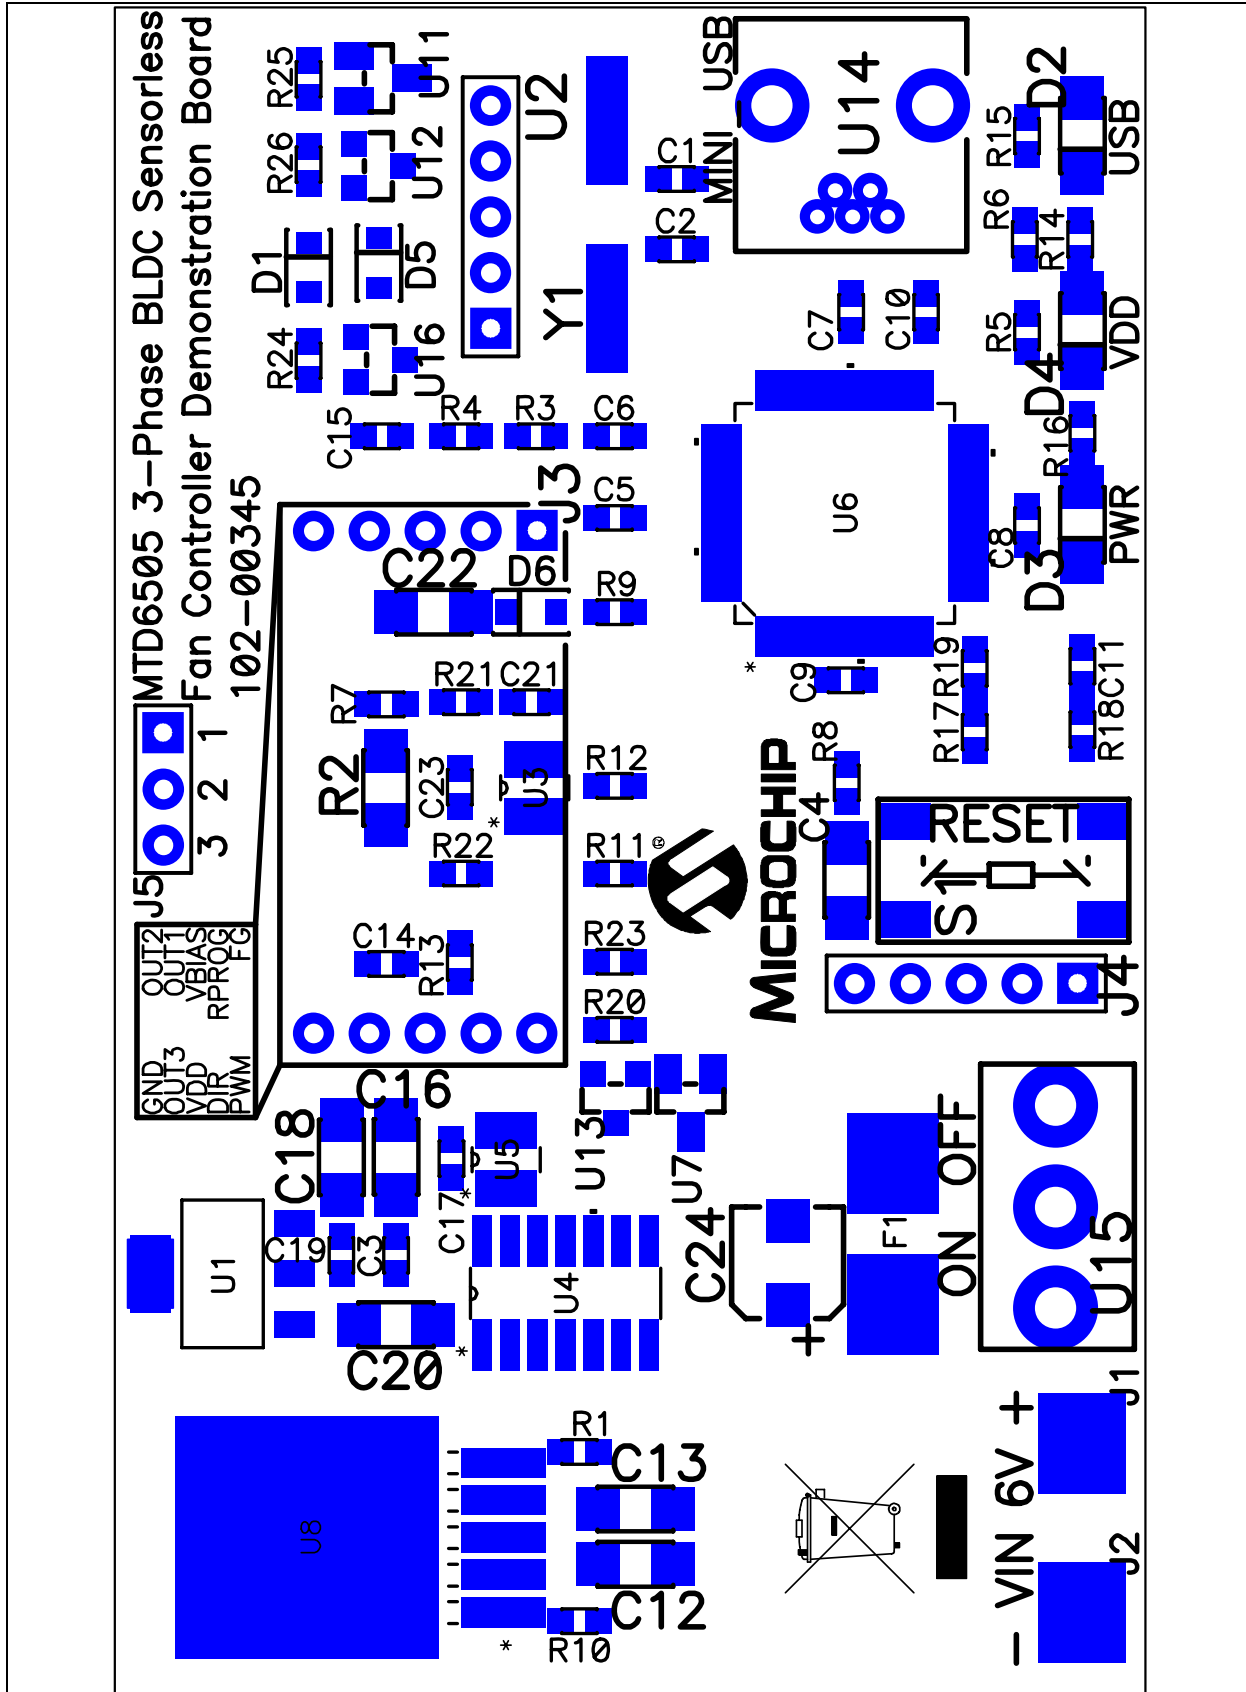 MTD6505 3-Phase BLDC Sensorless
Fan Controller Demonstration Board
102-00345
R25
U11
R26
U12
U2
D1
D5
Y1
R24
U16
C15
R4
R3
C6
C1
C2
MINI USB
U14
D2
R15
USB
R6
R14
C7
C10
R5
VDD
D4
R16
U6
C8
PWR
D3
J3
C5
C22
D6
R9
R7
R21
C21
R2
C23
U3
*
R12
R22
R11
C14
R13
R23
R20
*
C9
R19
R17
C11
R18
R8
C4
RESET
S1
®
MICROCHIP
J4
1
2
3
J5
GND OUT2
OUT3 OUT1
VDD VBIAS
DIR RPROG
PWM FG
C16
C18
U5
*
C17
U13
U7
U1
C19
C3
U4
*
C20
C24
+
F1
ON OFF
U15
J1
U8
*
R1
C13
C12
R10
- VIN 6V +
J2